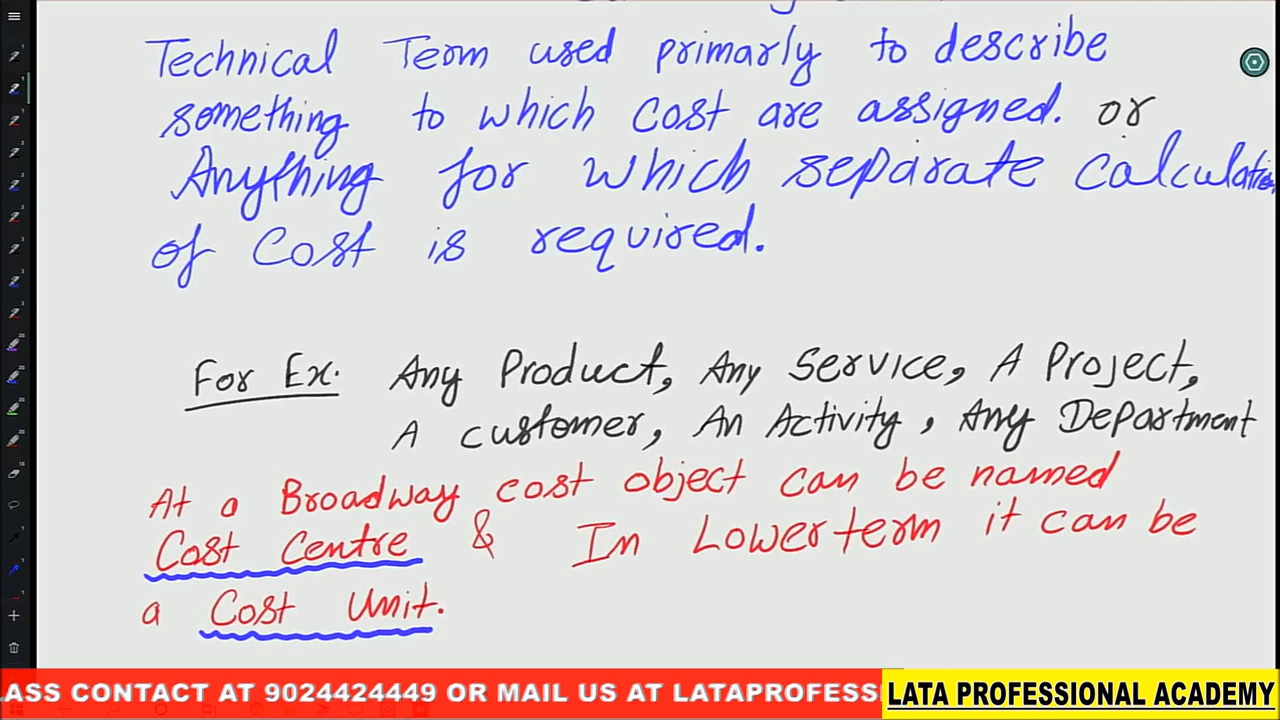 Technical Term used primarly to describe
something to which cost are assigned. or
Anything for which separate calculation
of Cost is required.
For Ex. Any Product, Any Service, A Project,
A customer, An Activity, Any Department
At a Broadway cost object can be named
Cost Centre & In Lower term it can be
a Cost Unit.
ASS CONTACT AT 9024424449 OR MAIL US AT LATAPROFESS
LATA PROFESSIONAL ACADEMY